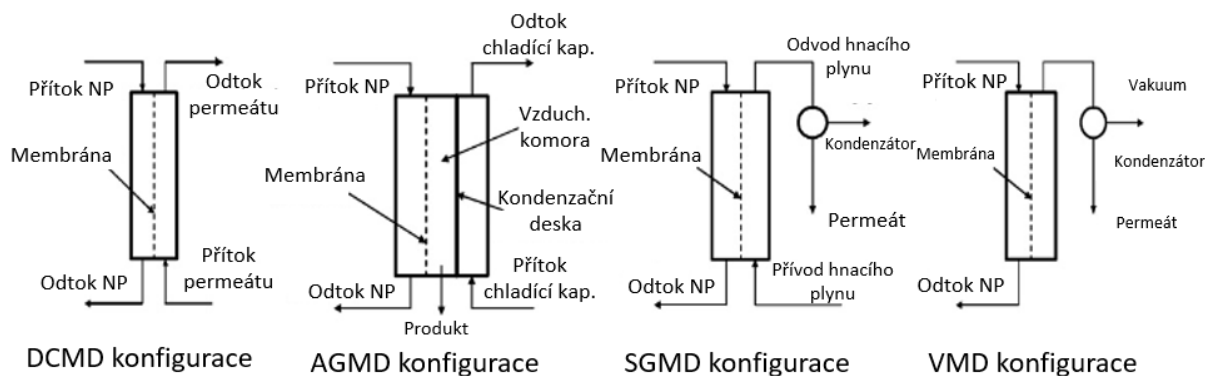 Přítok NP
Odtok
permeátu
Membrána
Přítok
permeátu
Odtok NP
DCMD konfigurace
Odtok
chladící kap.
Přítok NP
Vzduch.
komora
Membrána
Kondenzační
deska
Přítok
chladící kap.
Odtok NP
Produkt
AGMD konfigurace
Odvod hnacího
plynu
Přítok NP
Membrána
Kondenzátor
Permeát
Přívod hnacího
plynu
Odtok NP
SGMD konfigurace
Přítok NP
Vakuum
Membrána
Kondenzátor
Permeát
Odtok NP
VMD konfigurace